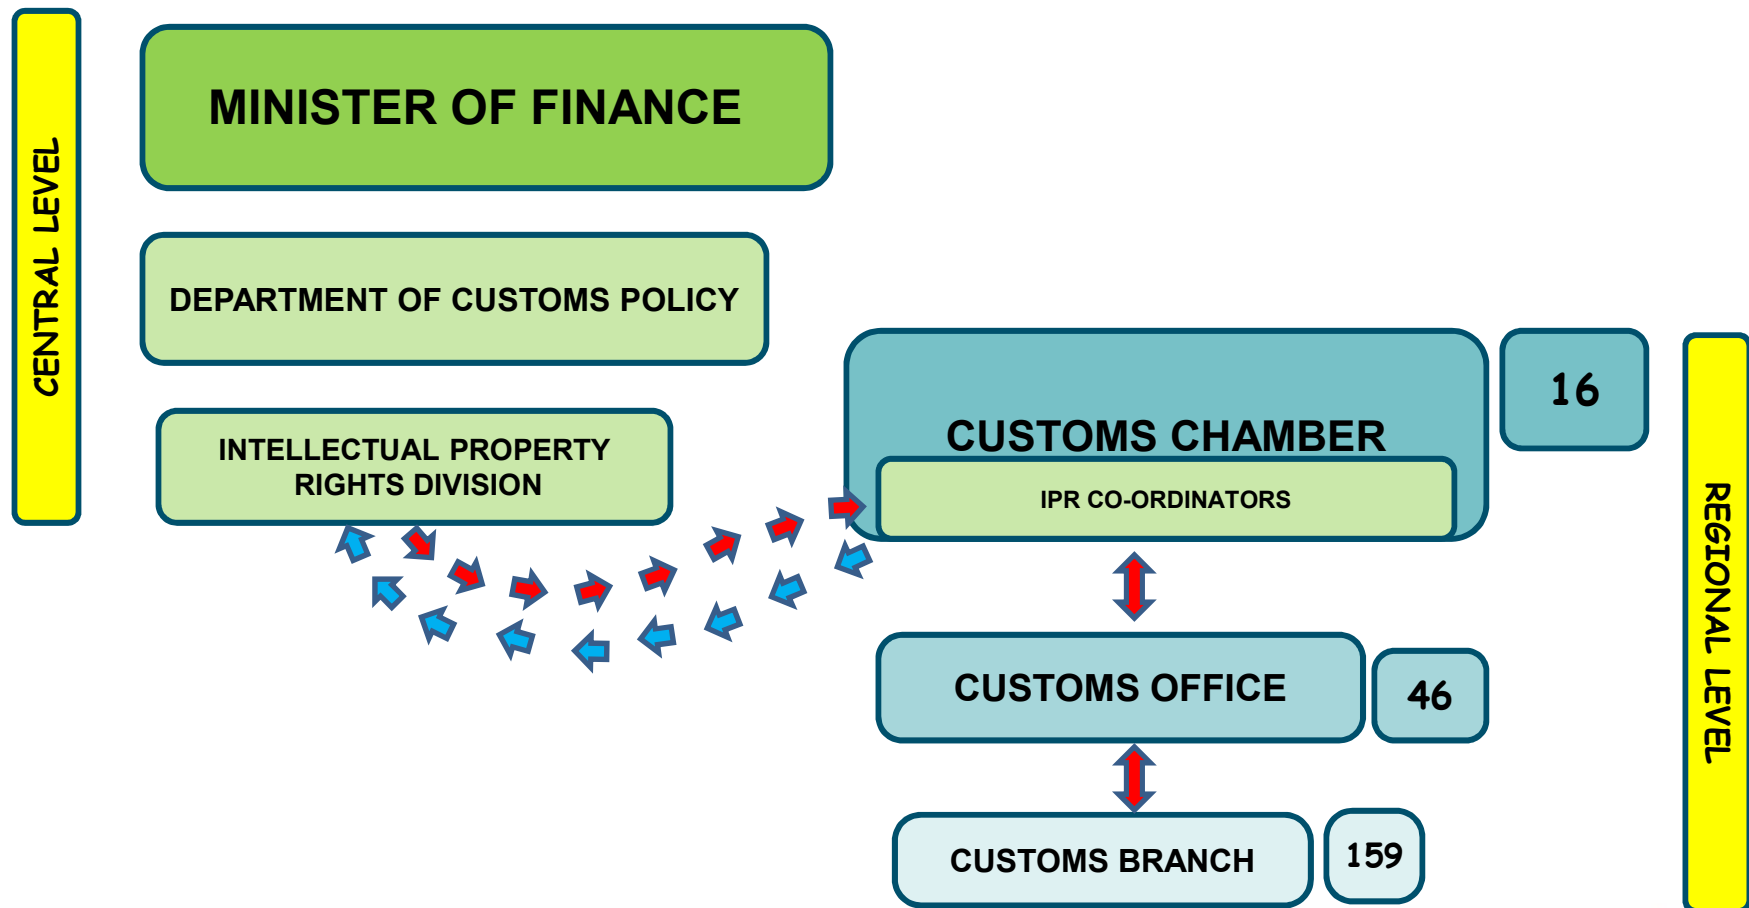 CENTRAL LEVEL
MINISTER OF FINANCE
DEPARTMENT OF CUSTOMS POLICY
INTELLECTUAL PROPERTY
RIGHTS DIVISION
CUSTOMS CHAMBER
16
IPR CO-ORDINATORS
CUSTOMS OFFICE
46
CUSTOMS BRANCH
159
REGIONAL LEVEL